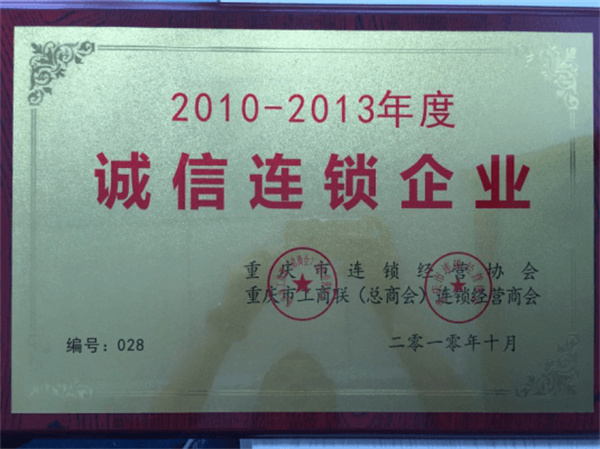 2010-2013年度
诚信连锁企业
重庆市连锁经营协会
重庆市工商联（总商会）连锁经营商会
编号：028
二零一零年十月